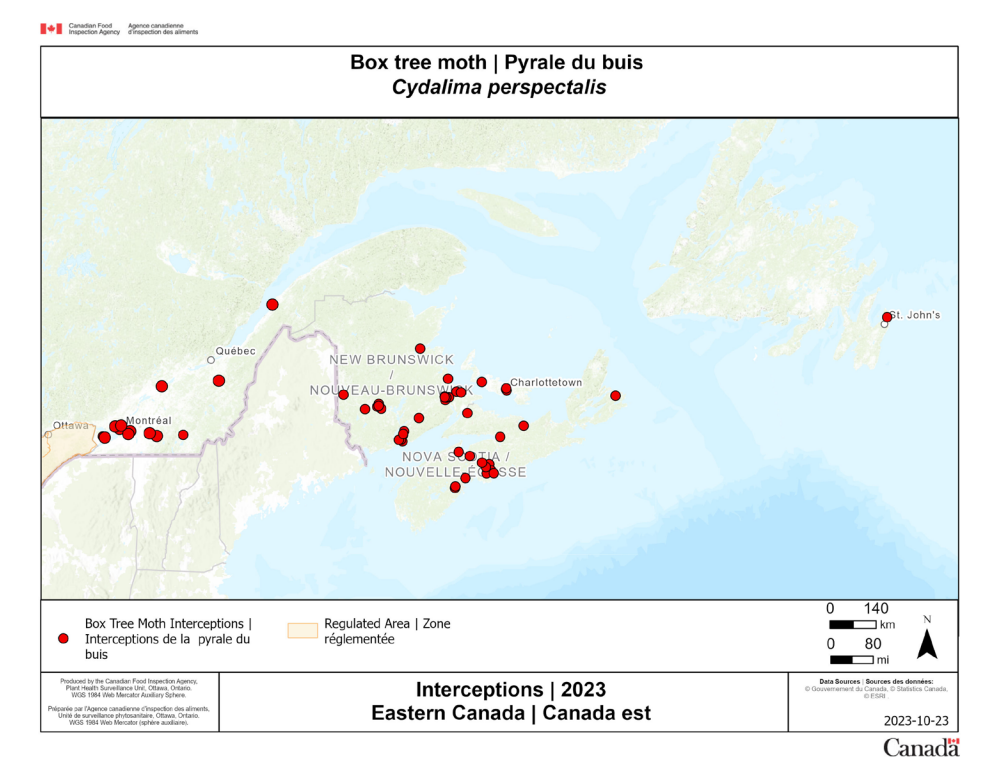 Canadian Food
Inspection Agency
Agence canadienne
d'inspection des aliments
Box tree moth | Pyrale du buis
Cydalima perspectalis
St. John's
Québec
NEW BRUNSWICK
/
NOUVEAU-BRUNSWICK
Charlottetown
Ottawa
Montréal
NOVA SCOTIA /
NOUVELLE-ÉCOSSE
Box Tree Moth Interceptions |
Interceptions de la pyrale du
buis
Regulated Area | Zone
réglementée
0 140
km
0 80
mi
N
Produced by the Canadian Food Inspection Agency,
Plant Health Surveillance Unit, Ottawa, Ontario.
WGS 1984 Web Mercator Auxiliary Sphere.
Préparée par l'Agence canadienne d'inspection des aliments,
Unité de surveillance phytosanitaire, Ottawa, Ontario.
WGS 1984 Web Mercator (sphère auxiliaire).
Interceptions | 2023
Eastern Canada | Canada est
Data Sources | Sources des données:
© Gouvernement du Canada, © Statistics Canada,
© ESRI
2023-10-23
Canada